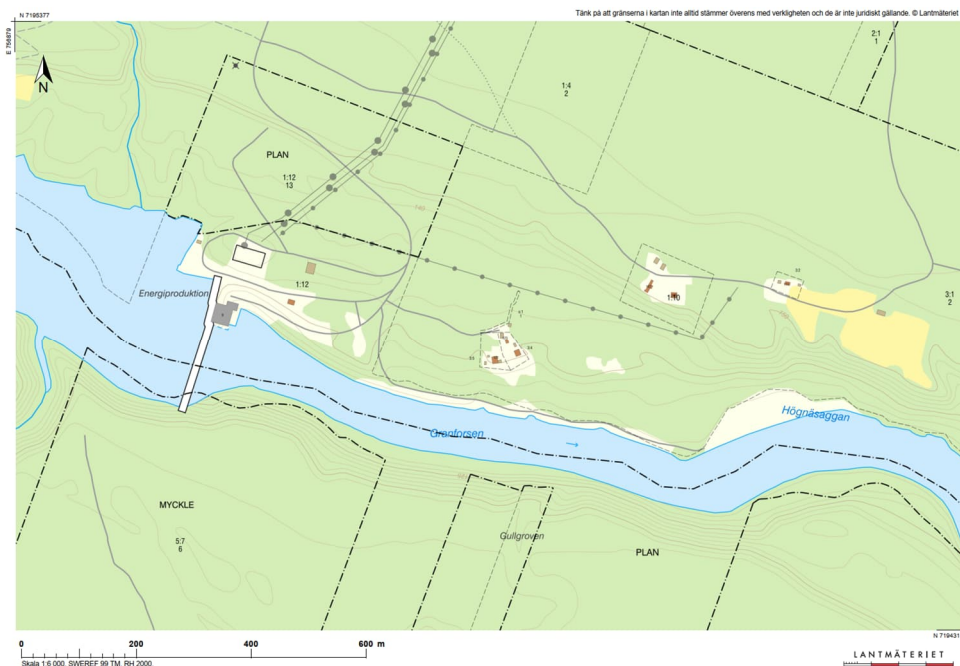 N 7195377
Tänk på att gränserna i kartan inte alltid stämmer överens med verkligheten och de är inte juridiskt gällande. © Lantmäteriet
E 756879
N
2:1
1
1:4
2
PLAN
1:12
13
Energiproduktion
1:12
1:10
3:1
2
Granforsen
→
Högnäsaggan
MYCKLE
5:7
6
Gullgroven
PLAN
N 719431
0 200 400 600 m
Skala 1:6 000, SWEREF 99 TM, RH 2000.
LANTMÄTERIET